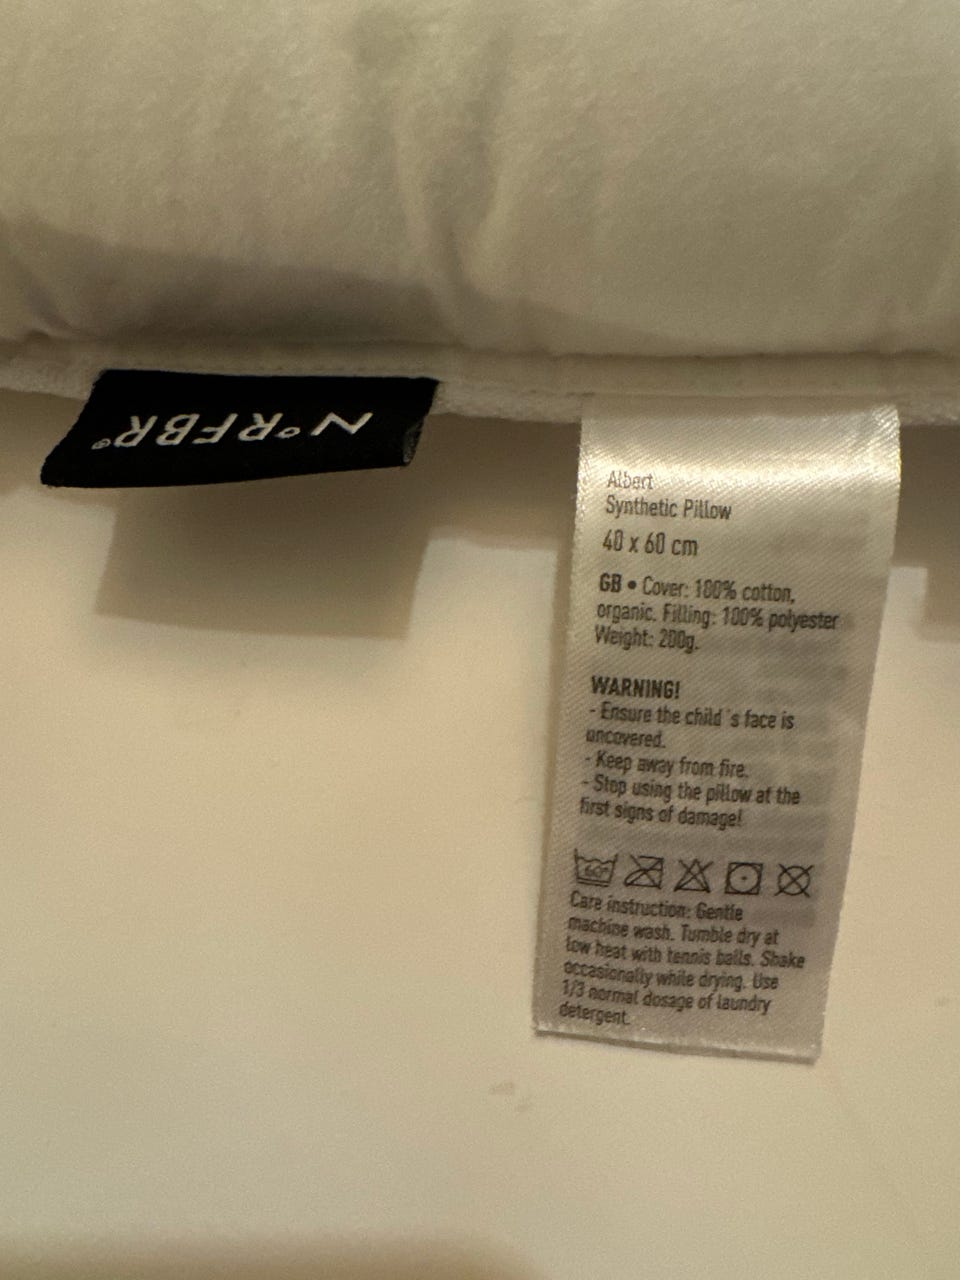 N°RFBR®
Albert
Synthetic Pillow
40 x 60 cm
GB • Cover: 100% cotton,
organic. Filling: 100% polyester
Weight: 200g.
WARNING!
- Ensure the child´s face is
uncovered.
- Keep away from fire.
- Stop using the pillow at the
first signs of damage!
60°
Care instruction: Gentle
machine wash. Tumble dry at
low heat with tennis balls. Shake
occasionally while drying. Use
1/3 normal dosage of laundry
detergent.